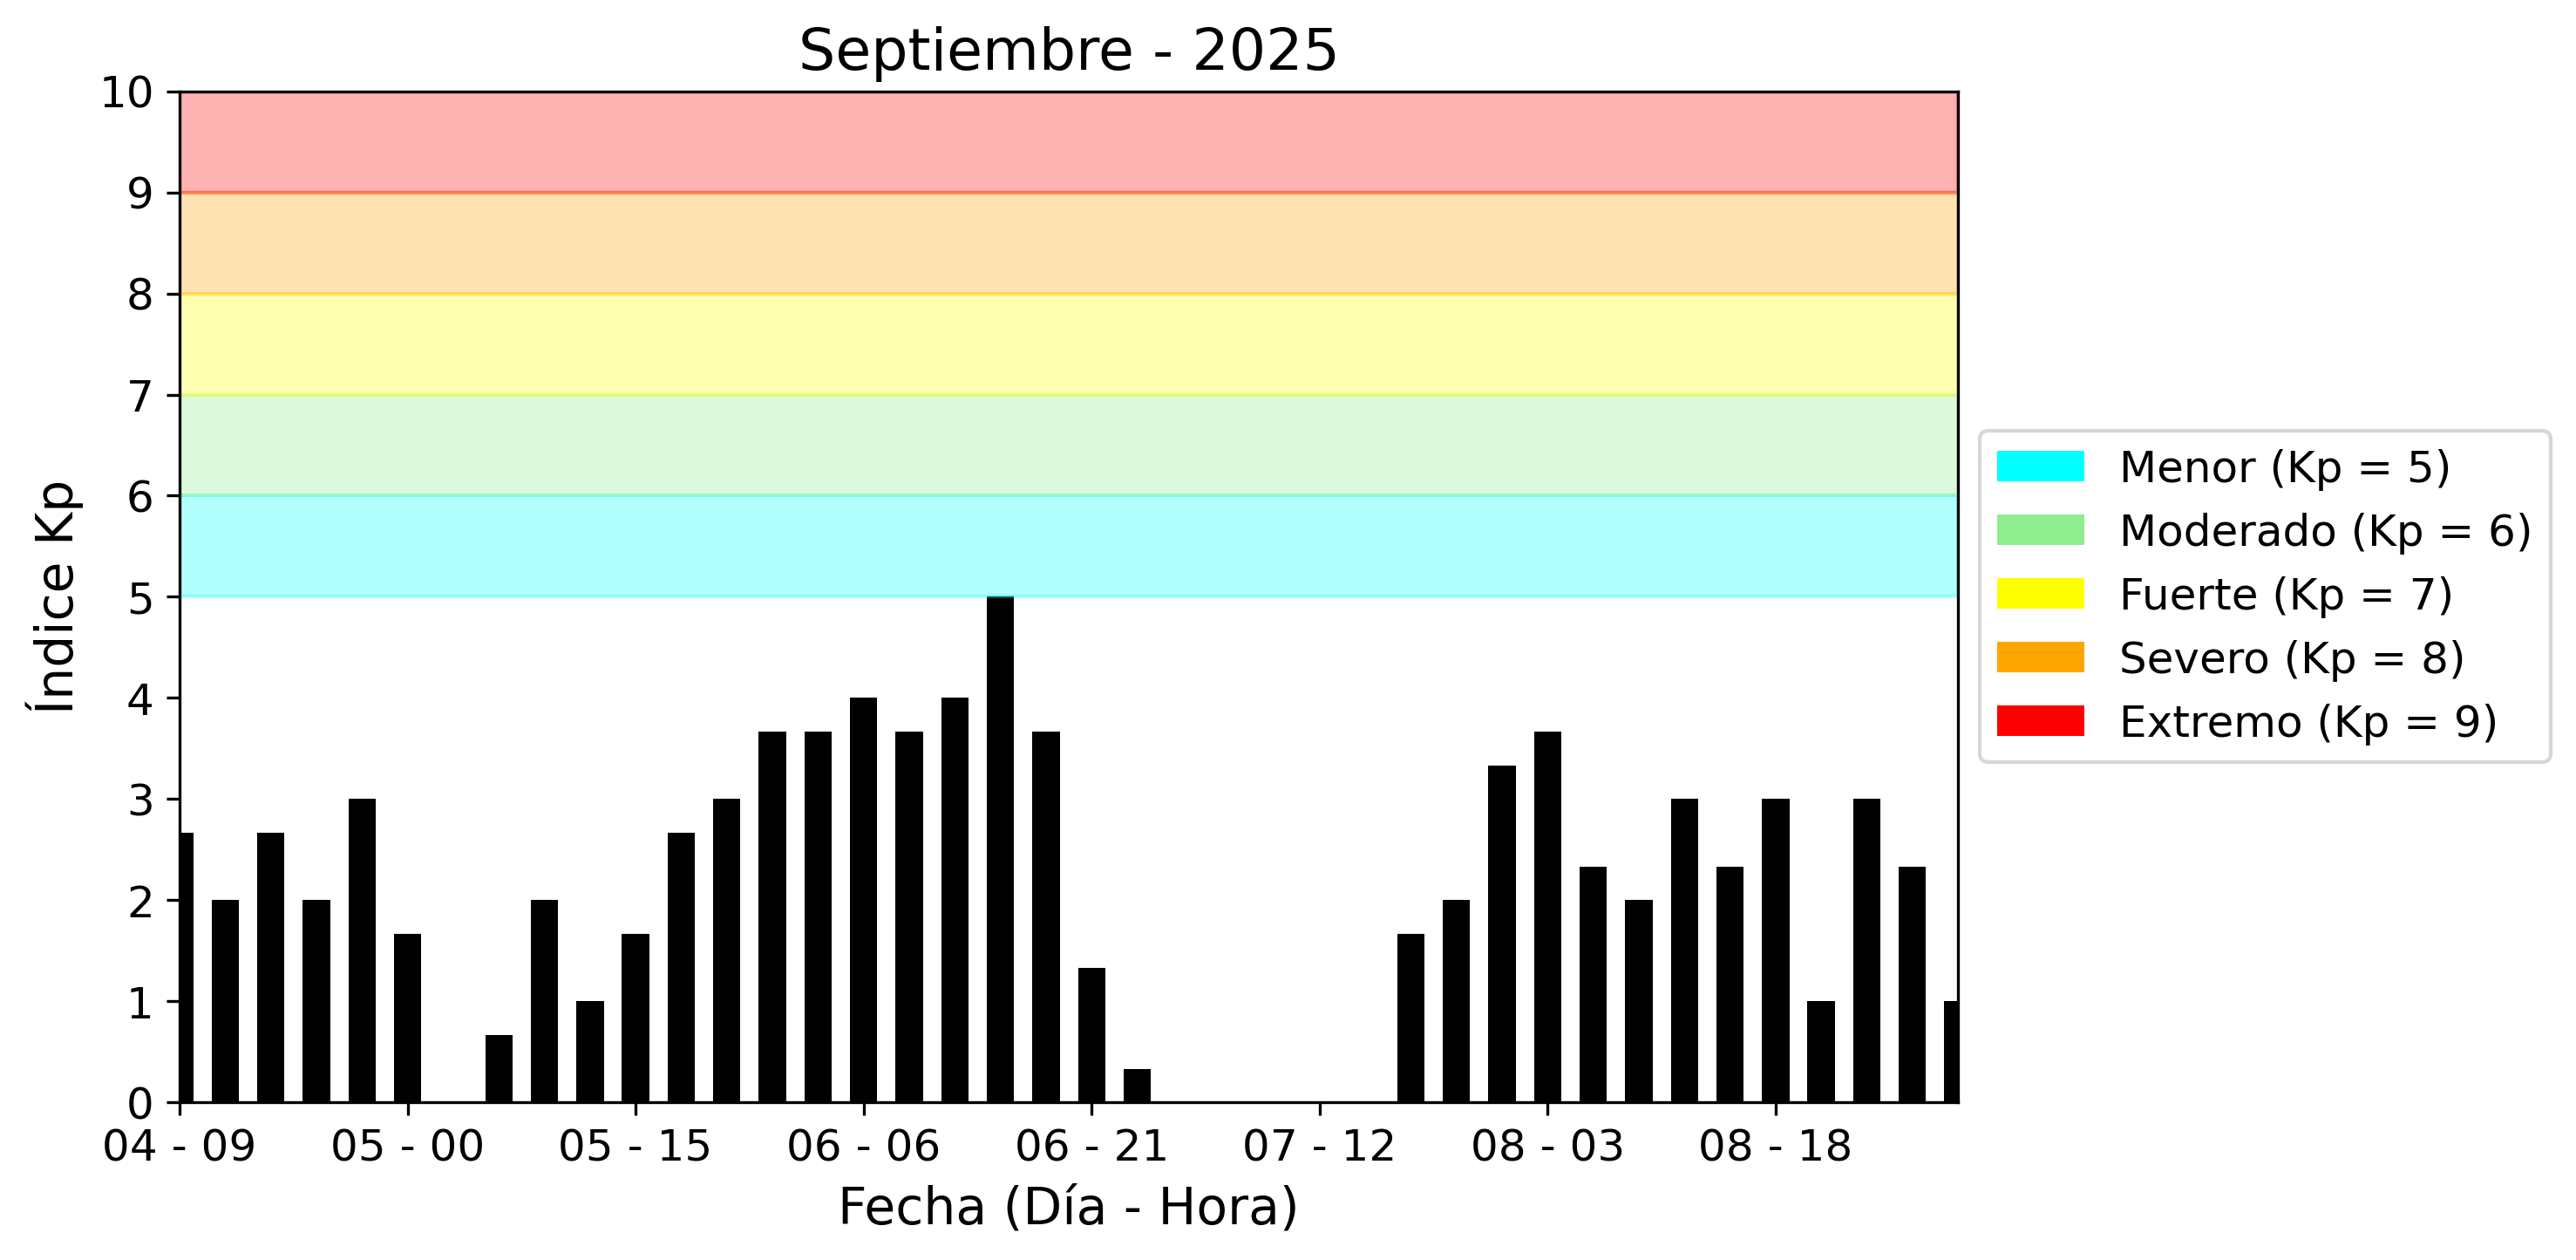 Septiembre - 2025
10
9
8
7
6
5
4
3
2
1
0
Índice Kp
04 - 09
05 - 00
05 - 15
06 - 06
06 - 21
07 - 12
08 - 03
08 - 18
Fecha (Día - Hora)
Menor (Kp = 5)
Moderado (Kp = 6)
Fuerte (Kp = 7)
Severo (Kp = 8)
Extremo (Kp = 9)